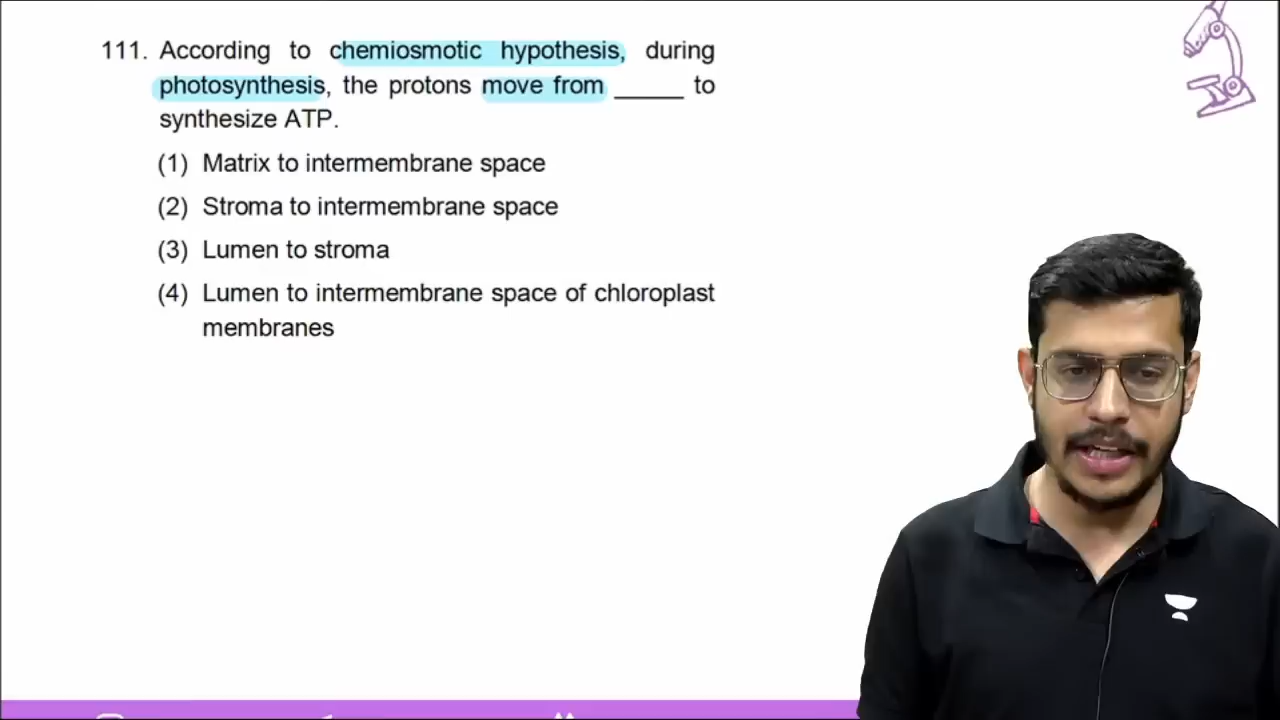 111. According to chemiosmotic hypothesis, during
photosynthesis, the protons move from _____ to
synthesize ATP.
(1) Matrix to intermembrane space
(2) Stroma to intermembrane space
(3) Lumen to stroma
(4) Lumen to intermembrane space of chloroplast
membranes